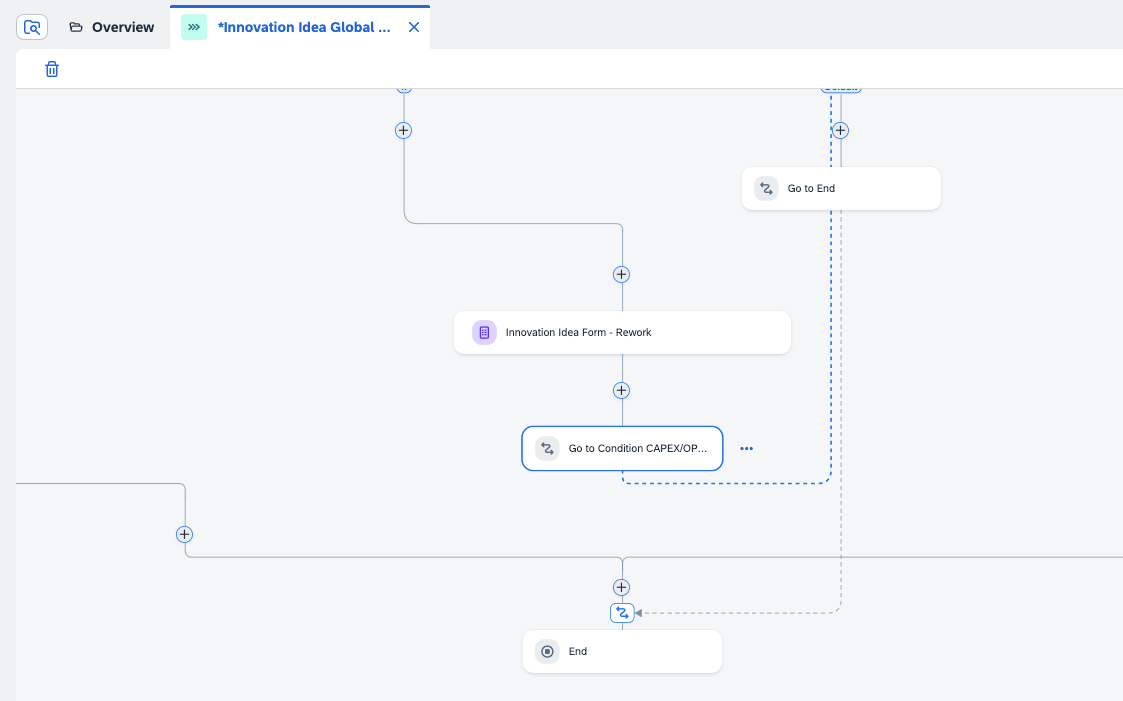 Overview
*Innovation Idea Global ...
Go to End
Innovation Idea Form - Rework
Go to Condition CAPEX/OP...
End